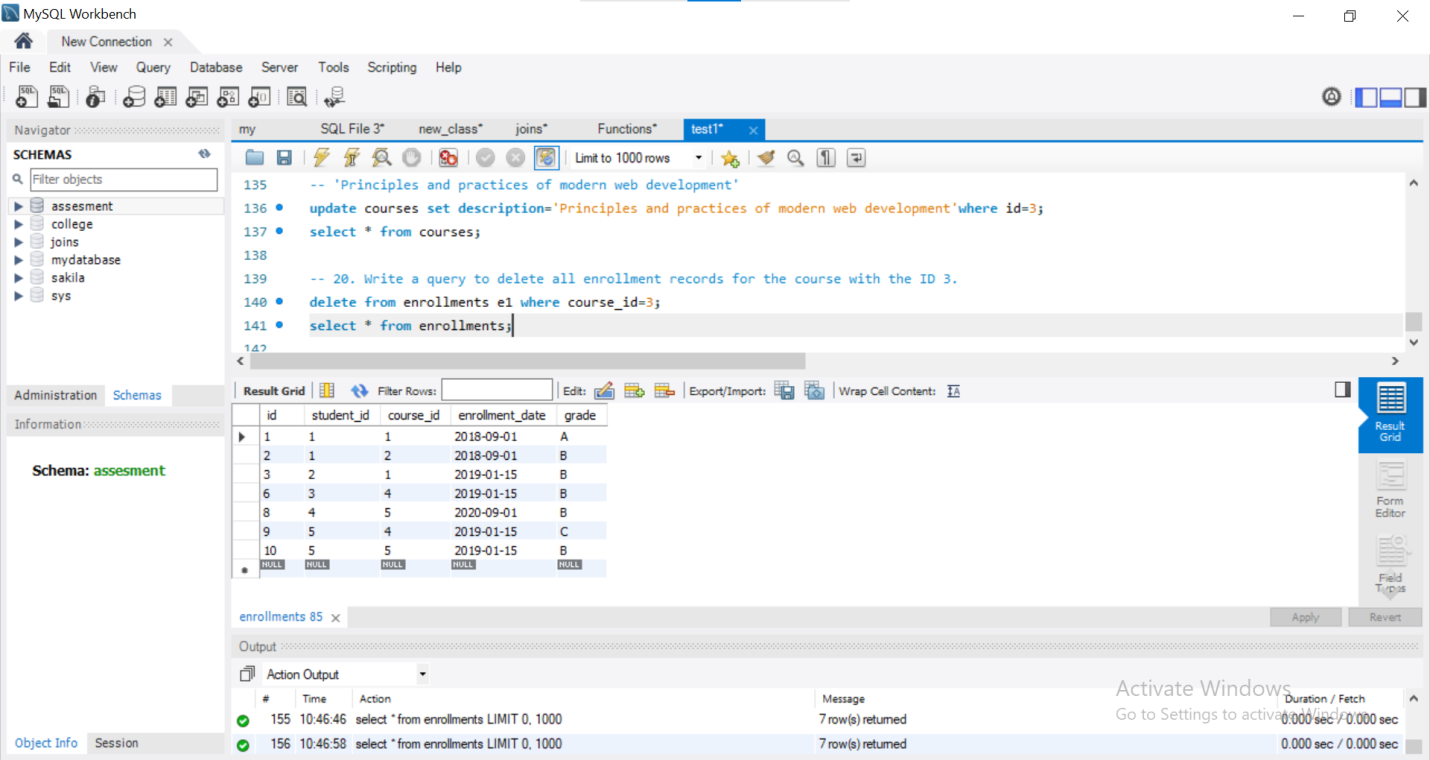 MySQL Workbench
New Connection
File Edit View Query Database Server Tools Scripting Help
Navigator
SCHEMAS
Filter objects
assesment
college
joins
mydatabase
sakila
sys
Administration Schemas
Information
Schema: assesment
Object Info Session
my SQL File 3* new_class* joins* Functions* test1*
Limit to 1000 rows
135 -- 'Principles and practices of modern web development'
136 update courses set description='Principles and practices of modern web development'where id=3;
137 select * from courses;
138
139 -- 20. Write a query to delete all enrollment records for the course with the ID 3.
140 delete from enrollments e1 where course_id=3;
141 select * from enrollments;
142
Result Grid Filter Rows: Edit: Export/Import: Wrap Cell Content:
id student_id course_id enrollment_date grade
1 1 1 2018-09-01 A
2 1 2 2018-09-01 B
3 2 1 2019-01-15 B
6 3 4 2019-01-15 B
8 4 5 2020-09-01 B
9 5 4 2019-01-15 C
10 5 5 2019-01-15 B
NULL NULL NULL NULL NULL
Result
Grid
Form
Editor
Field
Types
enrollments 85
Apply Revert
Output
Action Output
# Time Action Message Duration / Fetch
155 10:46:46 select * from enrollments LIMIT 0, 1000 7 row(s) returned 0.000 sec / 0.000 sec
156 10:46:58 select * from enrollments LIMIT 0, 1000 7 row(s) returned 0.000 sec / 0.000 sec
Activate Windows
Go to Settings to activate Windows.